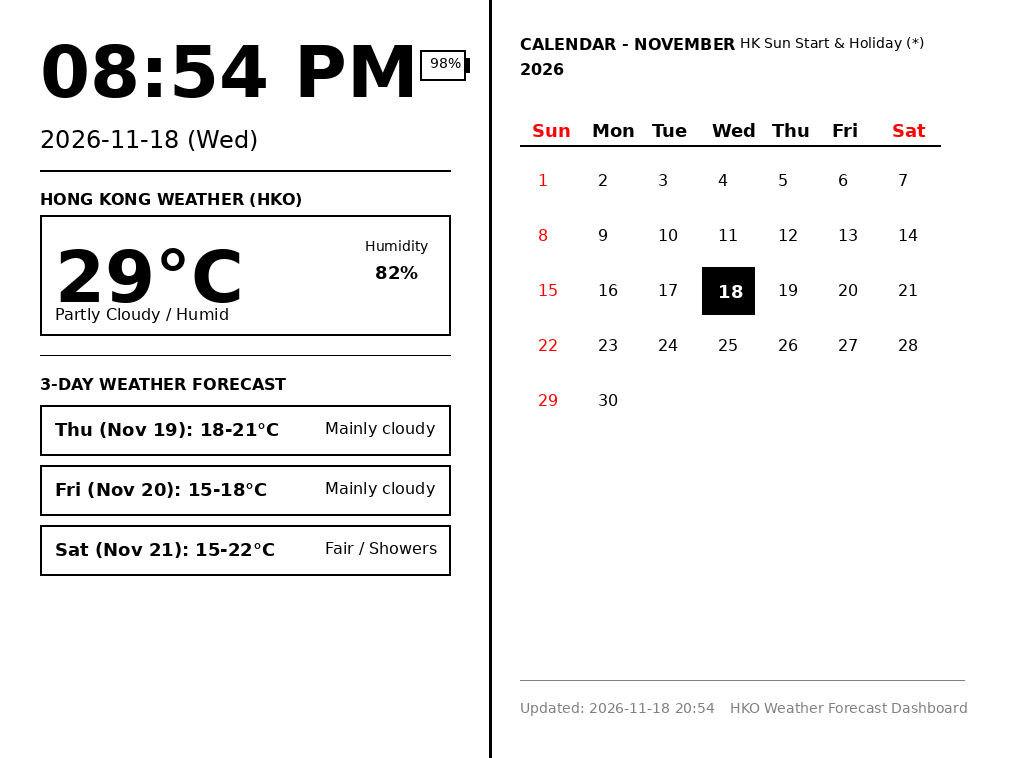 08:54 PM
98%
2026-11-18 (Wed)
HONG KONG WEATHER (HKO)
29°C
Humidity
82%
Partly Cloudy / Humid
3-DAY WEATHER FORECAST
Thu (Nov 19): 18-21°C Mainly cloudy
Fri (Nov 20): 15-18°C Mainly cloudy
Sat (Nov 21): 15-22°C Fair / Showers
CALENDAR - NOVEMBER HK Sun Start & Holiday (*)
2026
Sun Mon Tue Wed Thu Fri Sat
1 2 3 4 5 6 7
8 9 10 11 12 13 14
15 16 17 18 19 20 21
22 23 24 25 26 27 28
29 30
Updated: 2026-11-18 20:54 HKO Weather Forecast Dashboard